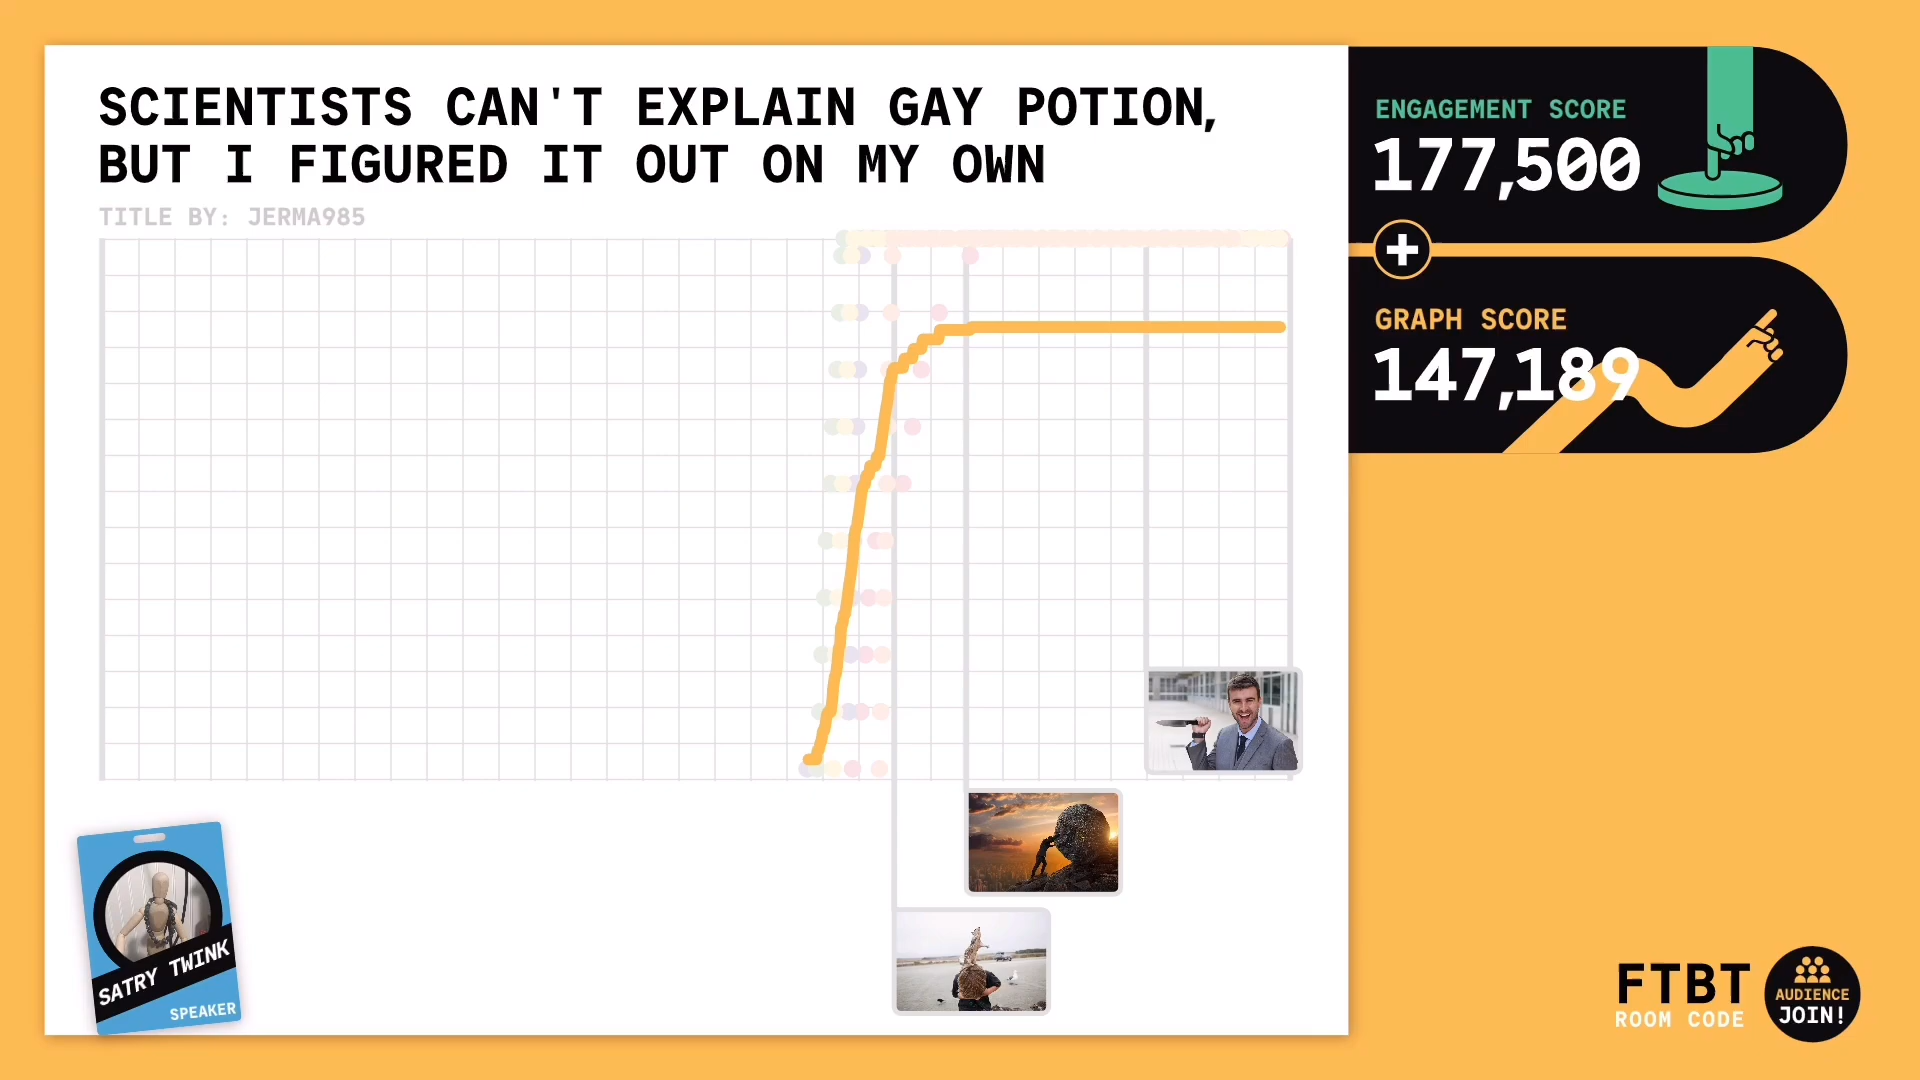 SCIENTISTS CAN'T EXPLAIN GAY POTION,
BUT I FIGURED IT OUT ON MY OWN
TITLE BY: JERMA985
ENGAGEMENT SCORE
177,500
+
GRAPH SCORE
147,189
SATRY TWINK
SPEAKER
FTBT
ROOM CODE
AUDIENCE
JOIN!